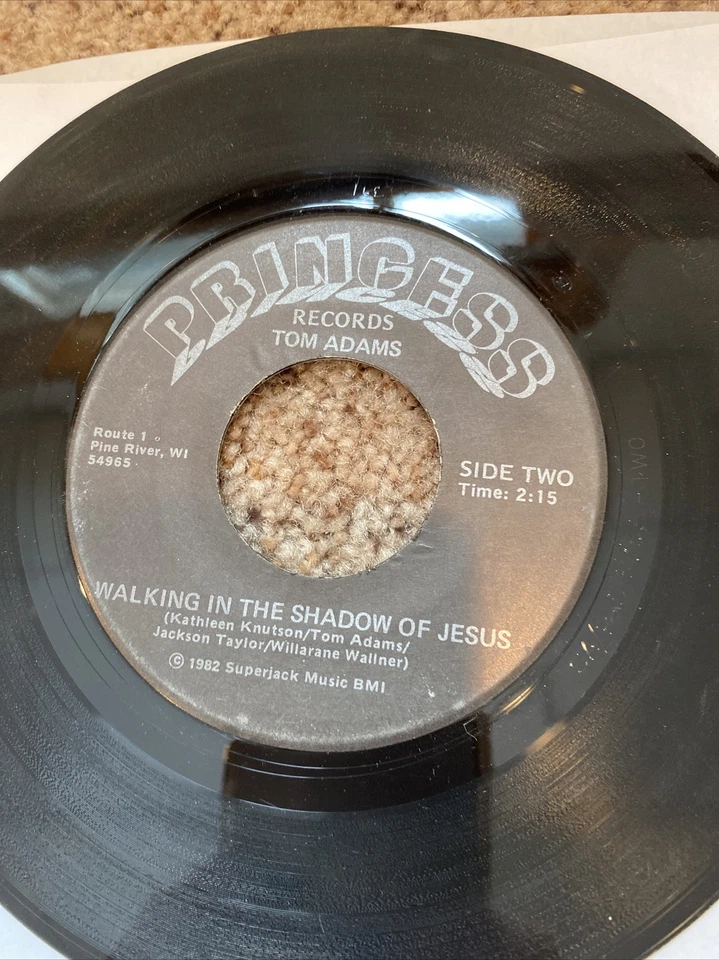 PRINCESS
RECORDS
TOM ADAMS
Route 1
Pine River, WI
54965
SIDE TWO
Time: 2:15
WALKING IN THE SHADOW OF JESUS
(Kathleen Knutson/Tom Adams/
Jackson Taylor/Willarane Wallner)
© 1982 Superjack Music BMI